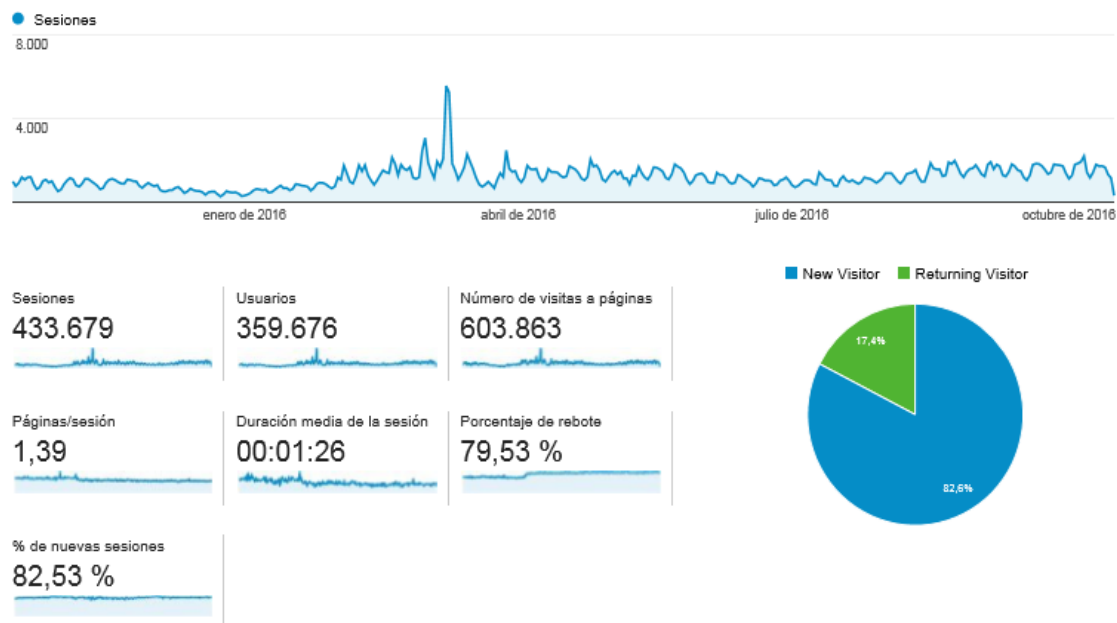 Sesiones
8.000
4.000
enero de 2016
abril de 2016
julio de 2016
octubre de 2016
New Visitor
Returning Visitor
Sesiones
433.679
Usuarios
359.676
Número de visitas a páginas
603.863
17,4%
82,6%
Páginas/sesión
1,39
Duración media de la sesión
00:01:26
Porcentaje de rebote
79,53 %
% de nuevas sesiones
82,53 %